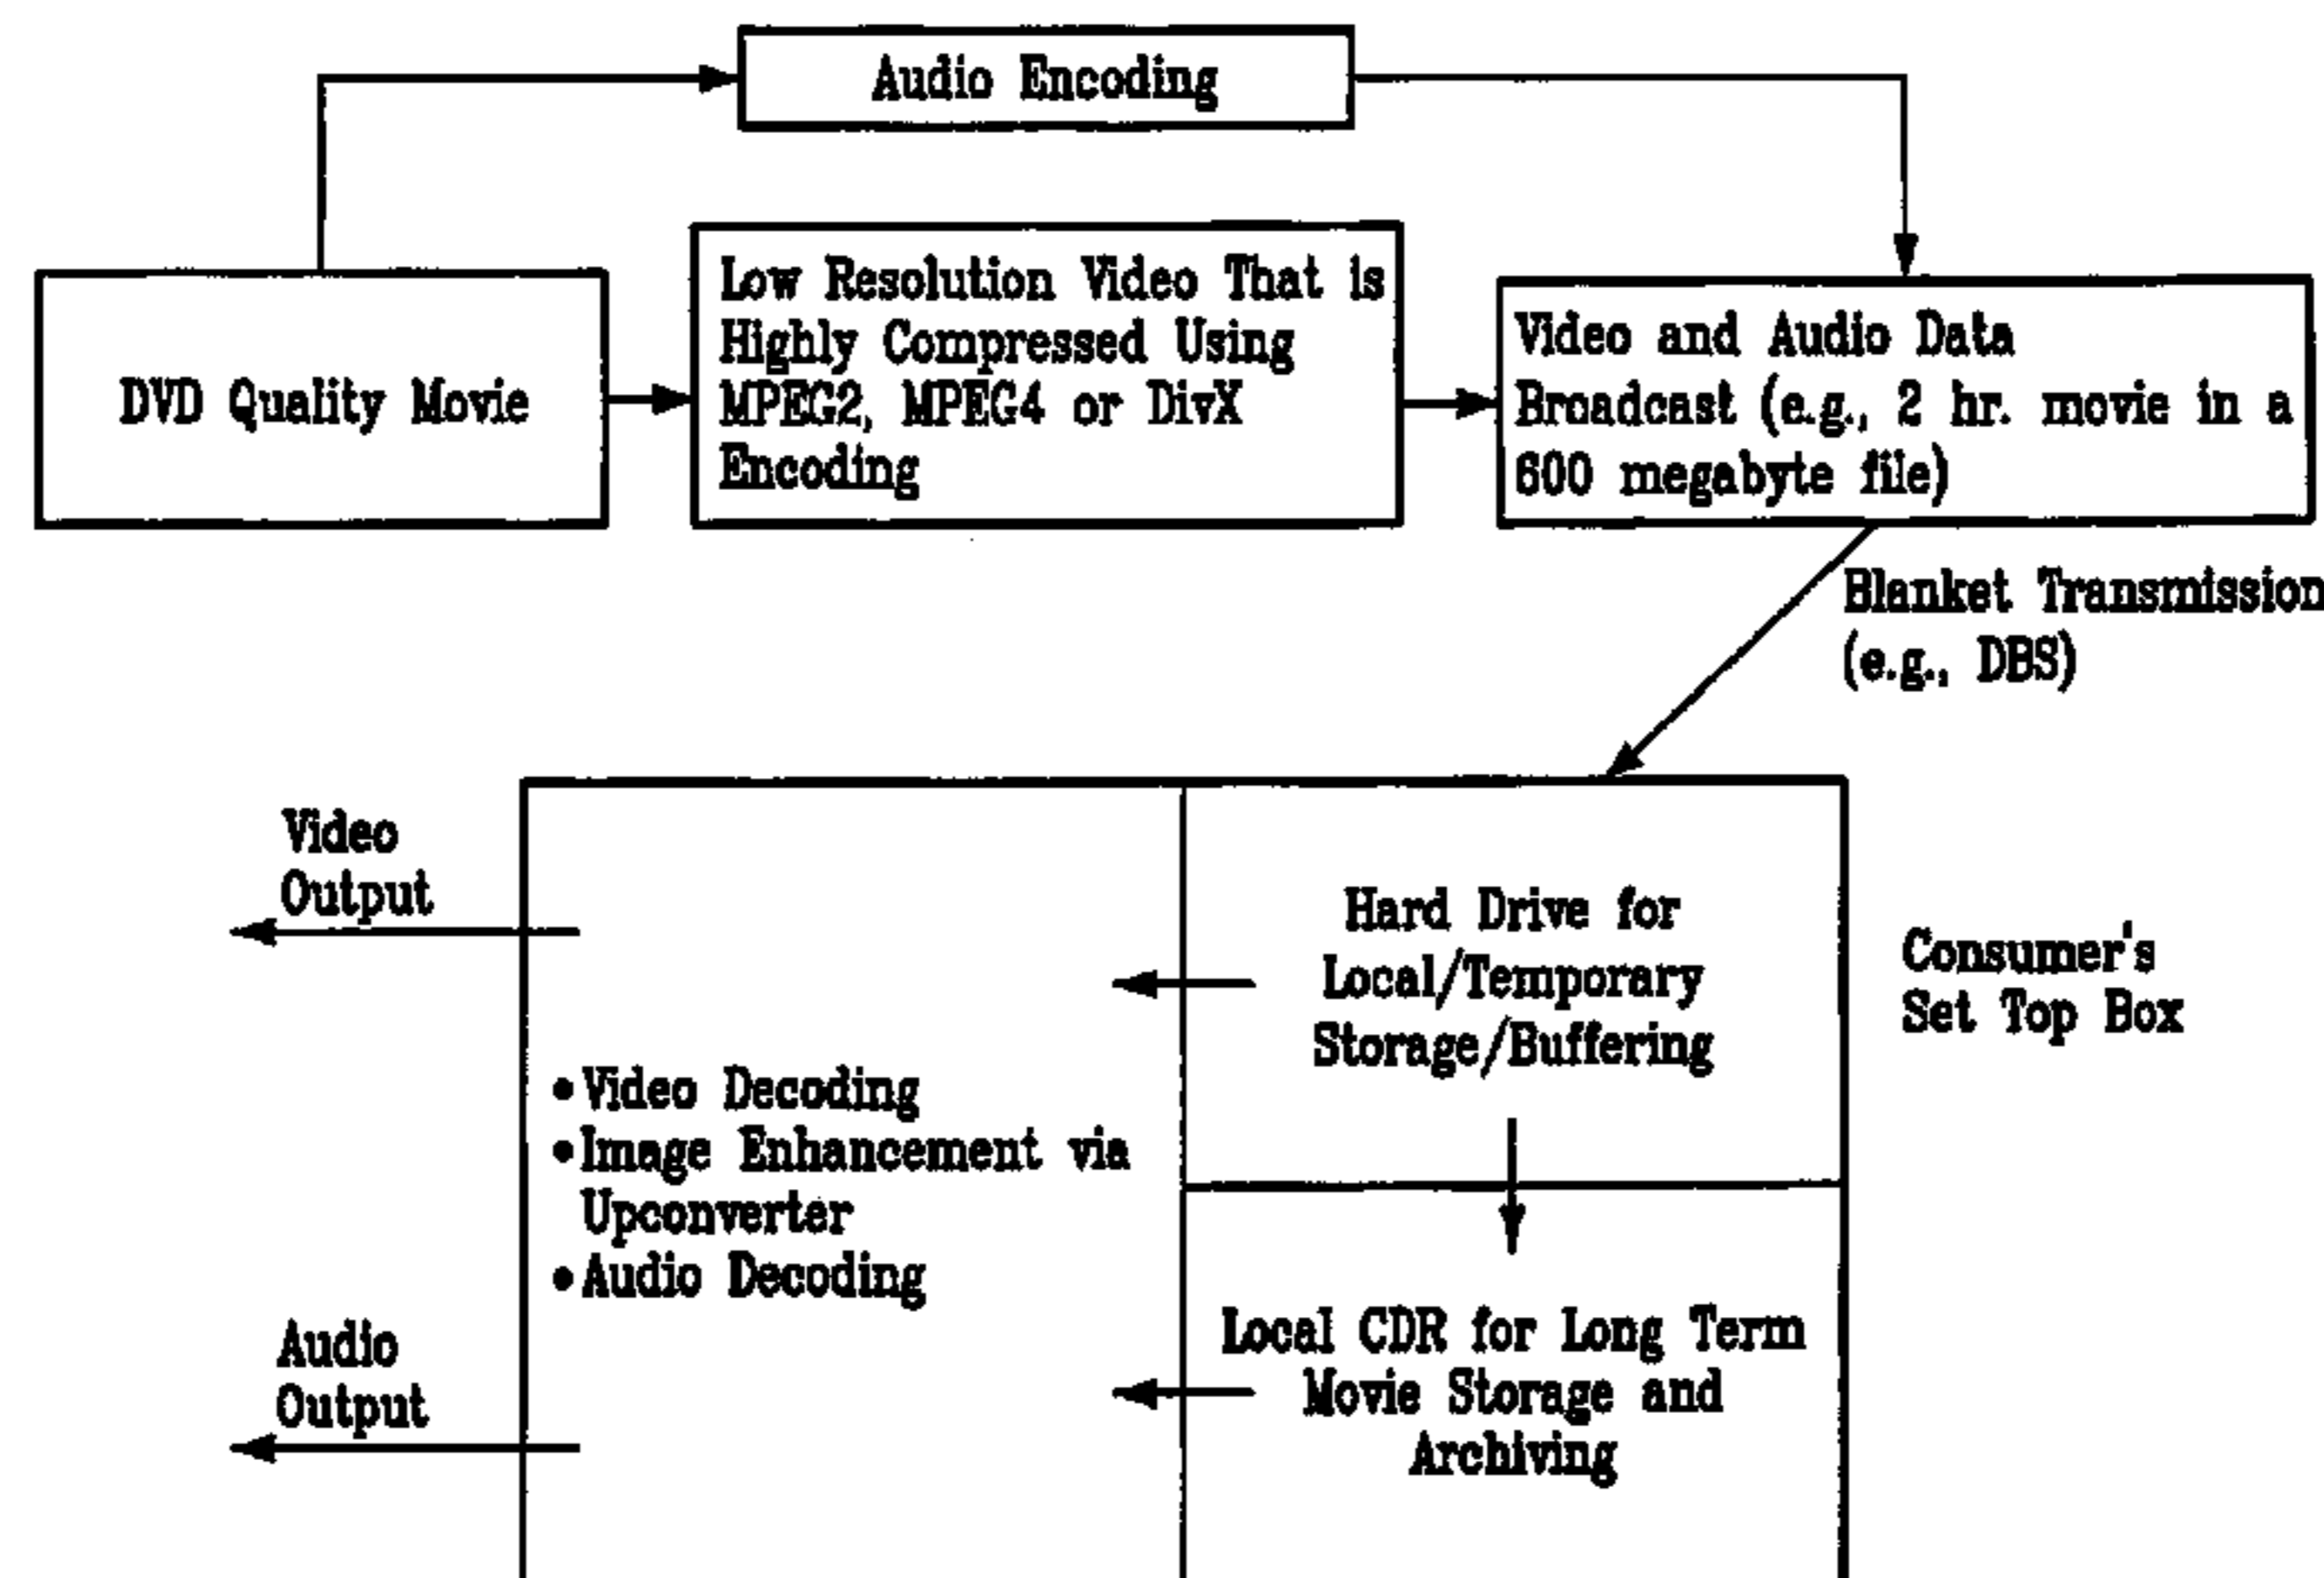 Audio Encoding
DVD Quality Movie
Low Resolution Video That is
Highly Compressed Using
MPEG2, MPEG4 or DivX
Encoding
Video and Audio Data
Broadcast (e.g., 2 hr. movie in a
600 megabyte file)
Blanket Transmission
(e.g., DBS)
Video
Output
Hard Drive for
Local/Temporary
Storage/Buffering
Consumer's
Set Top Box
•Video Decoding
•Image Enhancement via
Upconverter
•Audio Decoding
Audio
Output
Local CDR for Long Term
Movie Storage and
Archiving